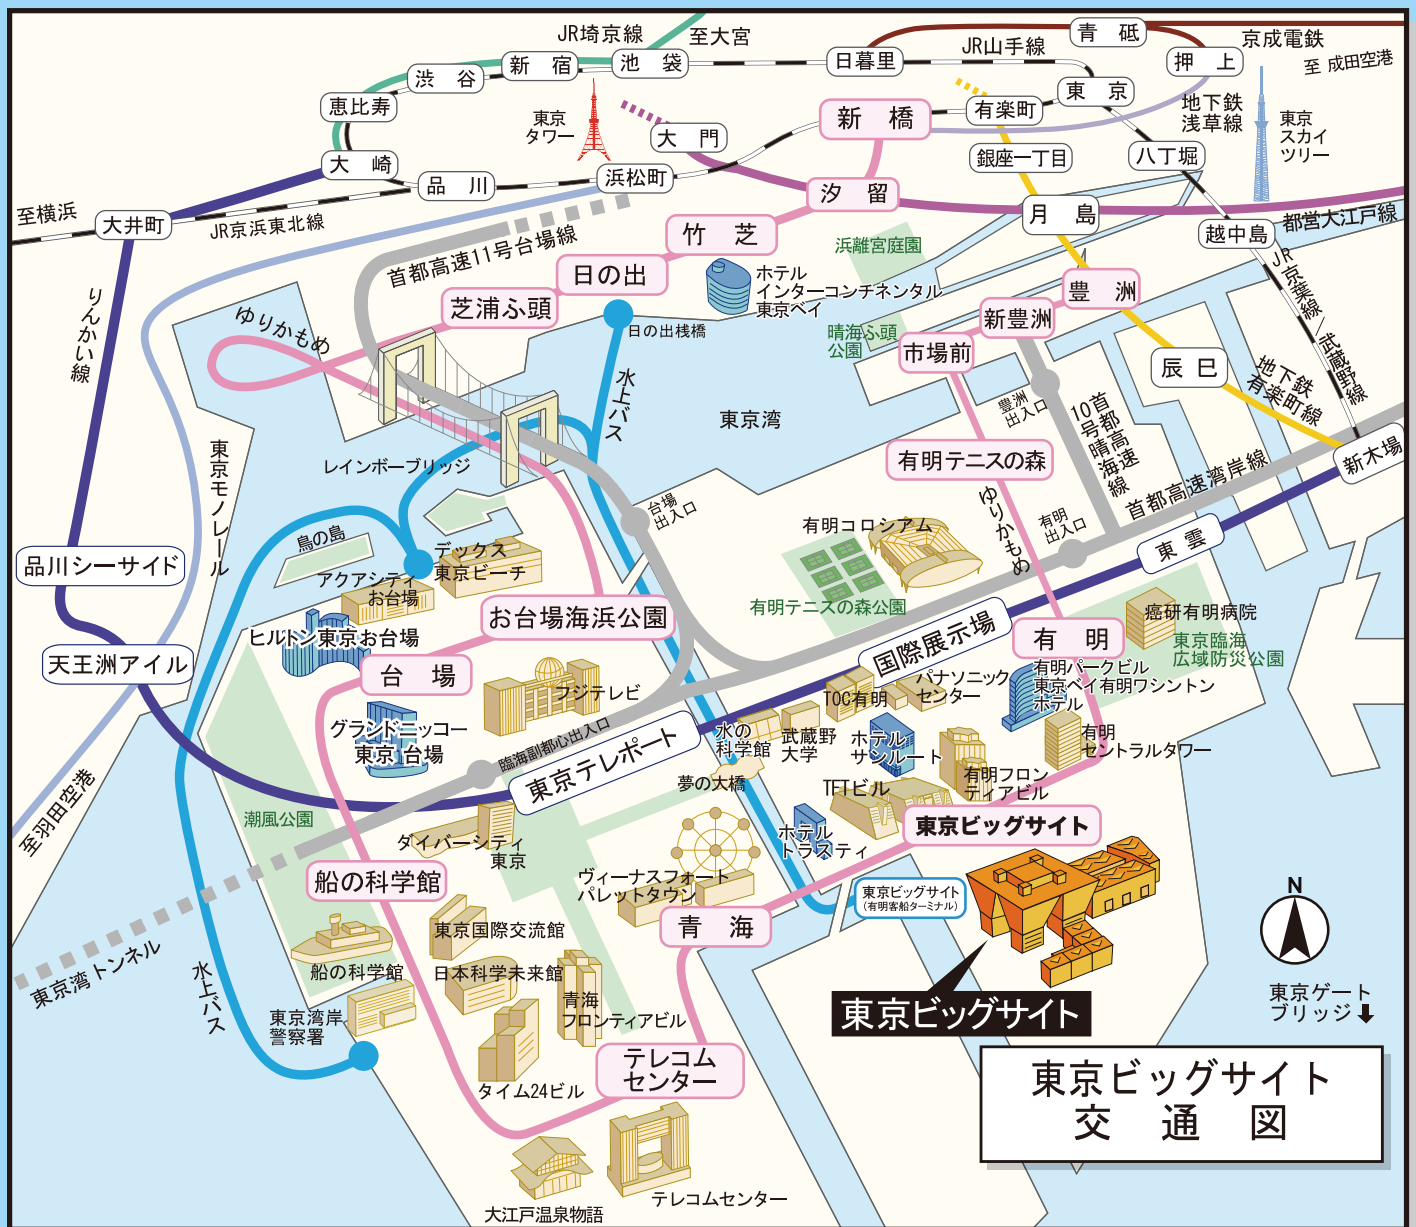 JR埼京線
至大宮
青砥
京成電鉄
至 成田空港
JR山手線
池袋
新宿
渋谷
恵比寿
日暮里
押上
東京
有楽町
新橋
地下鉄
浅草線
東京
スカイ
ツリー
東京
タワー
大門
銀座一丁目
八丁堀
大崎
品川
浜松町
汐留
月島
越中島
都営大江戸線
至横浜
大井町
JR京浜東北線
首都高速11号台場線
竹芝
浜離宮庭園
日の出
ホテル
インターコンチネンタル
東京ベイ
豊洲
JR京葉線/武蔵野線
芝浦ふ頭
新豊洲
日の出桟橋
晴海ふ頭
公園
市場前
りんかい線
ゆりかもめ
辰巳
地下鉄
有楽町線
水上バス
東京湾
豊洲
出入口
10号晴海線
首都高速
新木場
東京モノレール
レインボーブリッジ
有明テニスの森
首都高速湾岸線
ゆりかもめ
台場
出入口
有明
出入口
有明コロシアム
鳥の島
デックス
東京ビーチ
東雲
品川シーサイド
アクアシティ
お台場
有明テニスの森公園
お台場海浜公園
癌研有明病院
ヒルトン東京お台場
国際展示場
有明
東京臨海
広域防災公園
天王洲アイル
台場
フジテレビ
パナソニック
センター
有明パークビル
東京ベイ有明ワシントン
ホテル
TOC有明
グランドニッコー
東京 台場
臨海副都心出入口
東京テレポート
水の
科学館
武蔵野
大学
ホテル
サンルート
有明
セントラルタワー
至羽田空港
夢の大橋
有明フロン
ティアビル
TFTビル
潮風公園
ダイバーシティ
東京
ホテル
トラスティ
東京ビッグサイト
船の科学館
ヴィーナスフォート
パレットタウン
東京ビッグサイト
(有明客船ターミナル)
N
青海
東京国際交流館
東京湾トンネル
水上バス
船の科学館
日本科学未来館
青海
フロンティアビル
東京ゲート
ブリッジ
東京湾岸
警察署
東京ビッグサイト
テレコム
センター
タイム24ビル
東京ビッグサイト
交通図
テレコムセンター
大江戸温泉物語